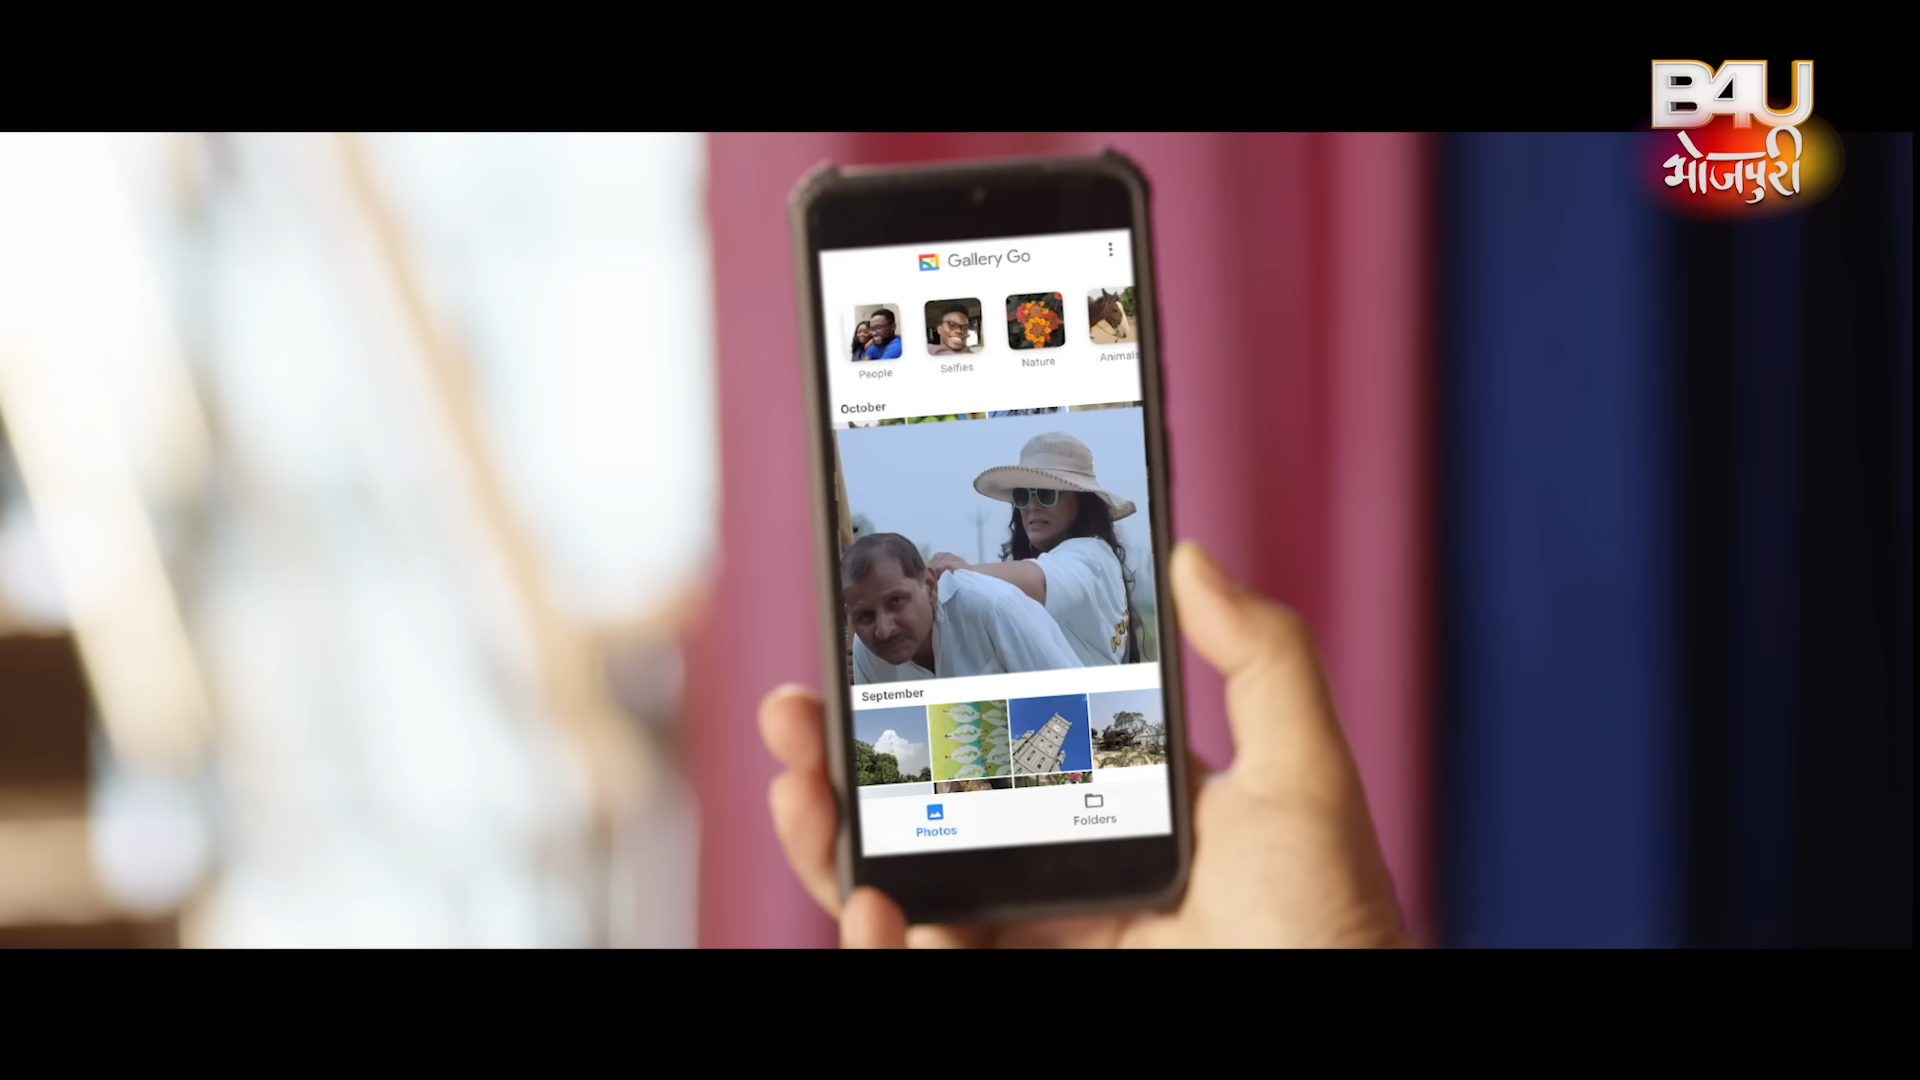 B4U
भोजपुरी
Gallery Go
People
Selfies
Nature
Animals
October
September
Photos
Folders